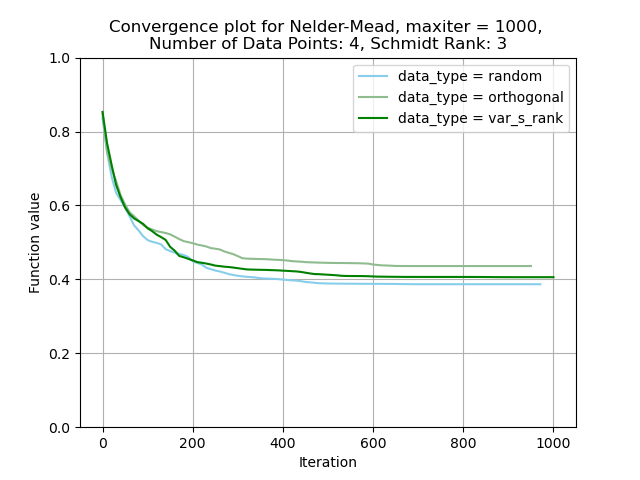 Convergence plot for Nelder-Mead, maxiter = 1000,
Number of Data Points: 4, Schmidt Rank: 3
data_type = random
data_type = orthogonal
data_type = var_s_rank
Function value
1.0
0.8
0.6
0.4
0.2
0.0
0 200 400 600 800 1000
Iteration